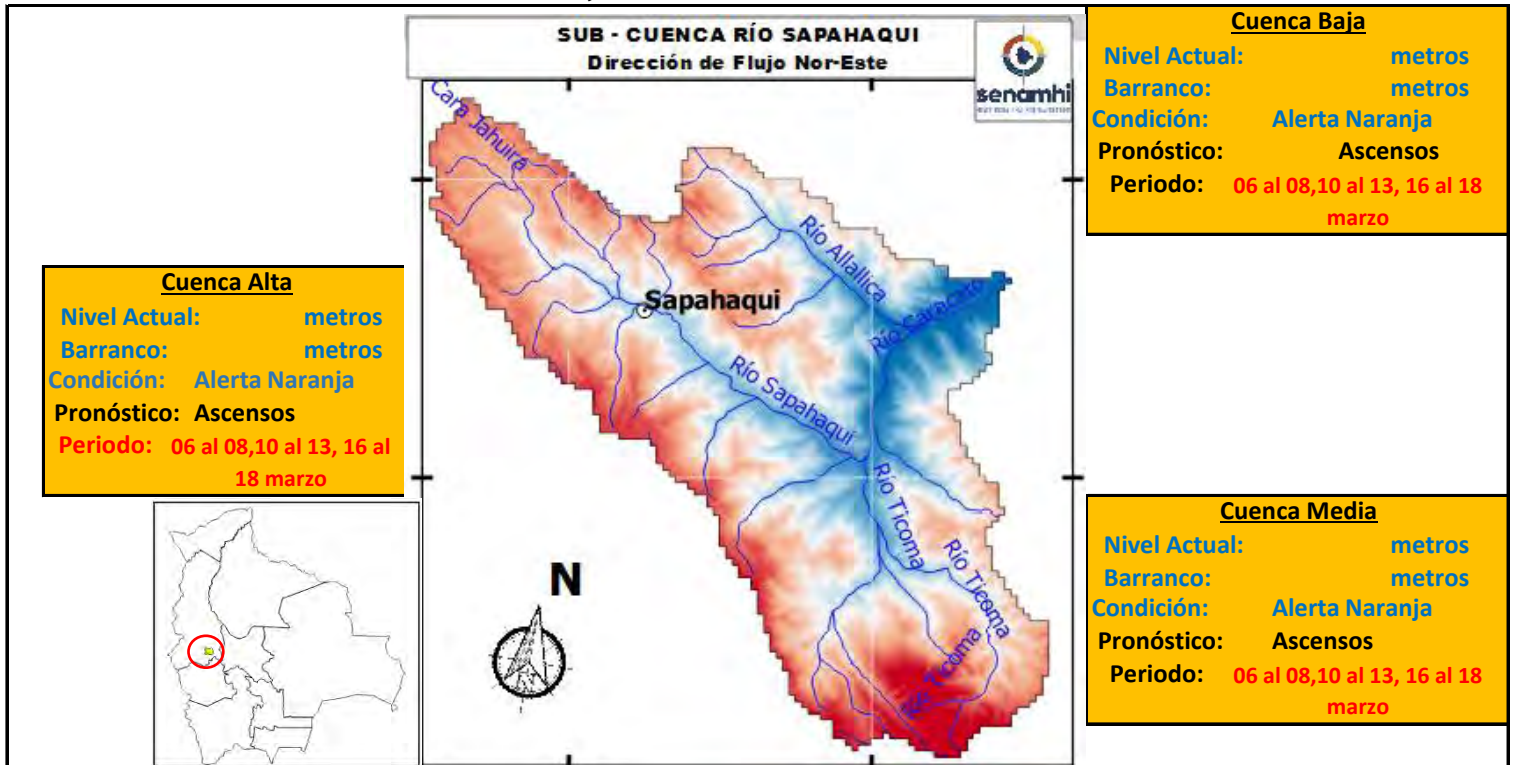 SUB - CUENCA RÍO SAPAHAQUI
Dirección de Flujo Nor-Este
senamhi
Cuenca Baja
Nivel Actual: metros
Barranco: metros
Condición: Alerta Naranja
Pronóstico: Ascensos
Periodo: 06 al 08,10 al 13, 16 al 18
marzo
Cuenca Alta
Nivel Actual: metros
Barranco: metros
Condición: Alerta Naranja
Pronóstico: Ascensos
Periodo: 06 al 08,10 al 13, 16 al
18 marzo
Cara Jahuira
Río Allallica
Sapahaqui
Río Caracato
Río Sapahaqui
Río Ticoma
Río Ticoma
Río Ticoma
N
Cuenca Media
Nivel Actual: metros
Barranco: metros
Condición: Alerta Naranja
Pronóstico: Ascensos
Periodo: 06 al 08,10 al 13, 16 al 18
marzo